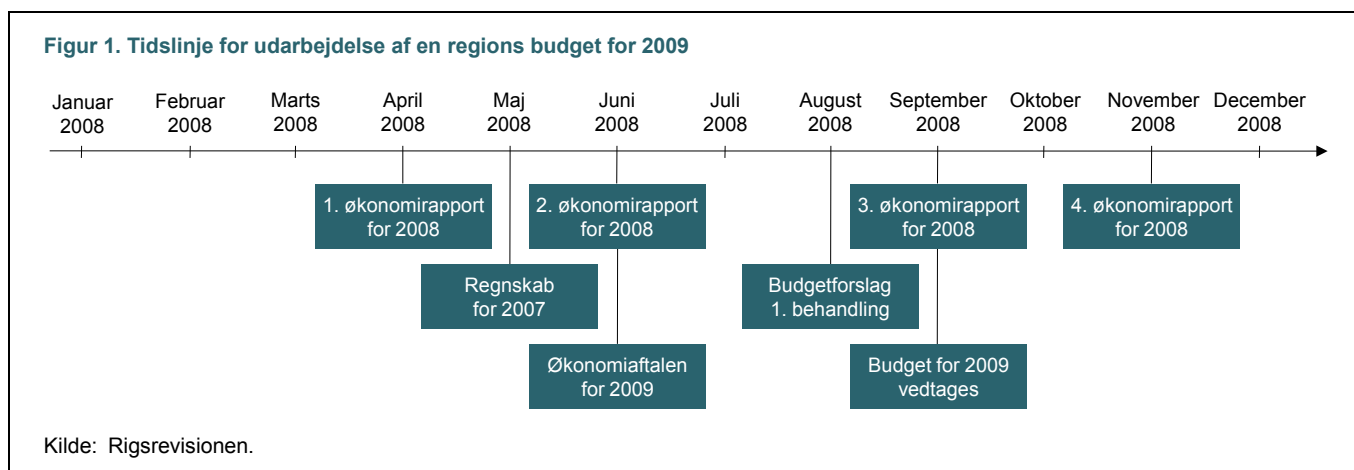 Figur 1. Tidslinje for udarbejdelse af en regions budget for 2009
Januar
2008
Februar
2008
Marts
2008
April
2008
Maj
2008
Juni
2008
Juli
2008
August
2008
September
2008
Oktober
2008
November
2008
December
2008
1. økonomirapport
for 2008
2. økonomirapport
for 2008
3. økonomirapport
for 2008
4. økonomirapport
for 2008
Regnskab
for 2007
Budgetforslag
1. behandling
Økonomiaftalen
for 2009
Budget for 2009
vedtages
Kilde: Rigsrevisionen.